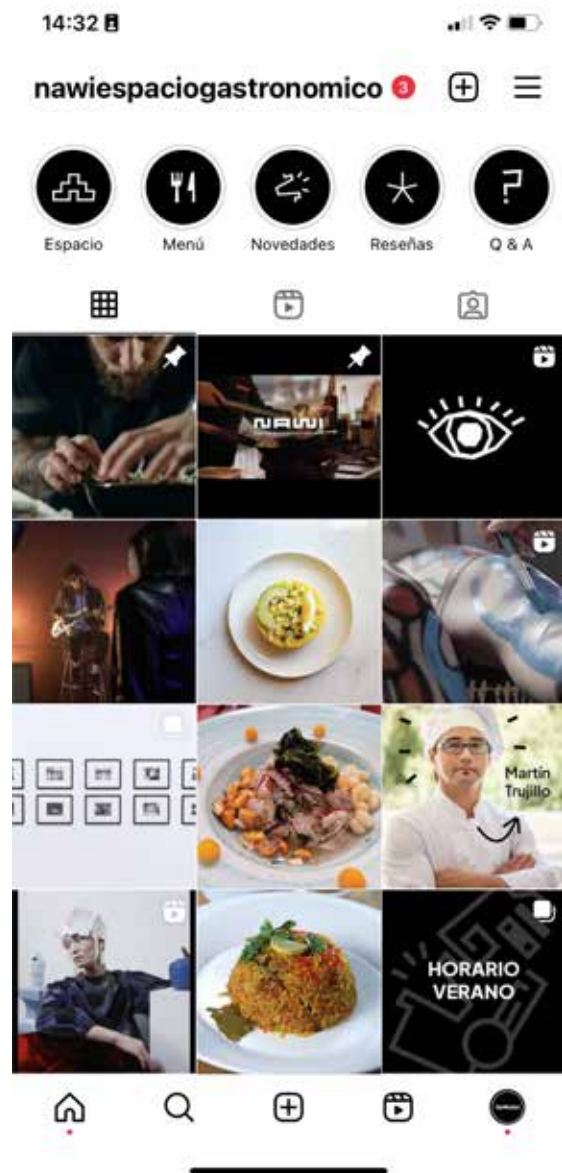 14:32
nawiespaciogastronomico 3
Espacio
Menú
Novedades
Reseñas
Q & A
NAWI
Martín
Trujillo
HORARIO
VERANO